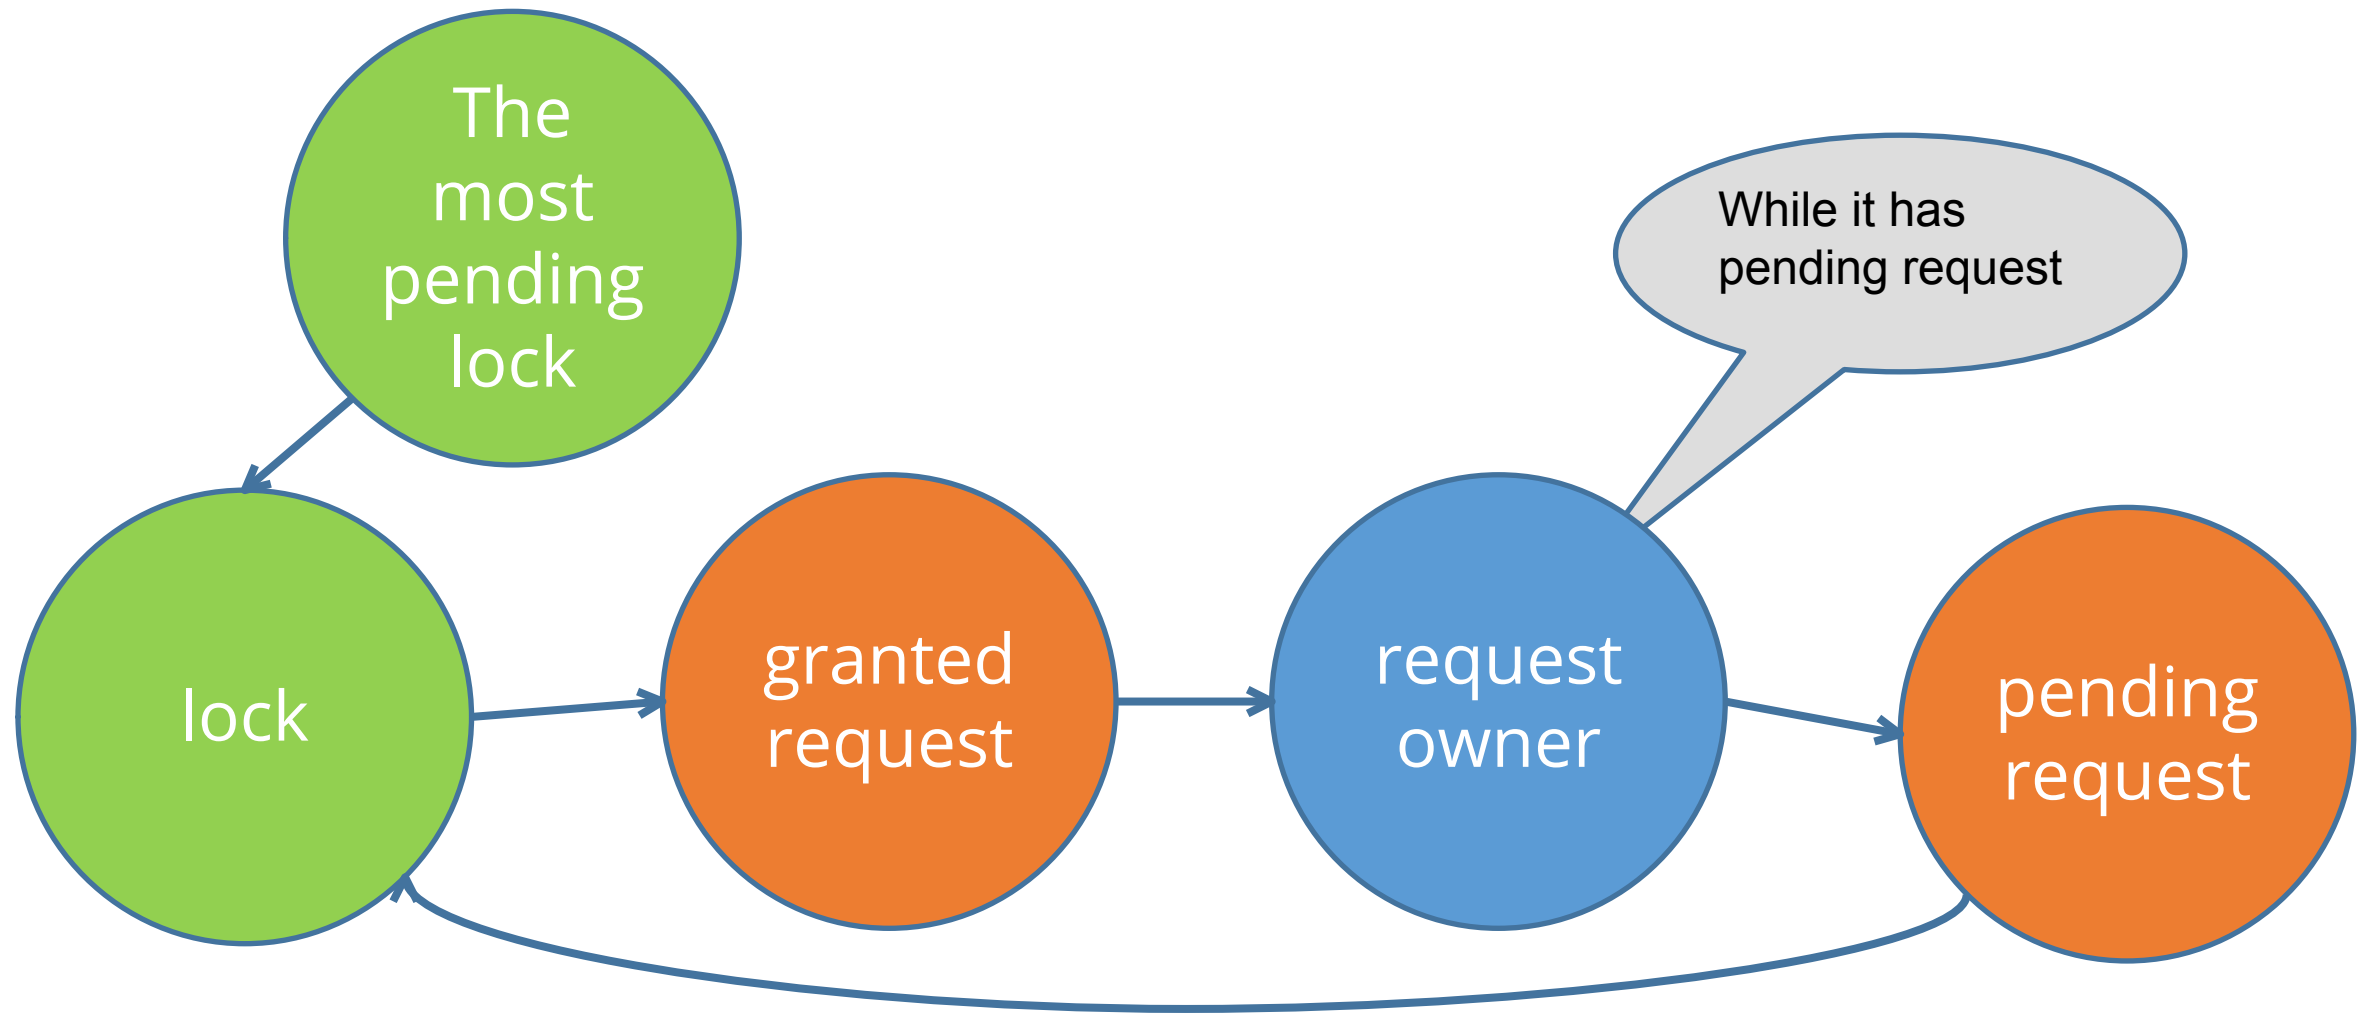 The
most
pending
lock
While it has
pending request
lock
granted
request
request
owner
pending
request